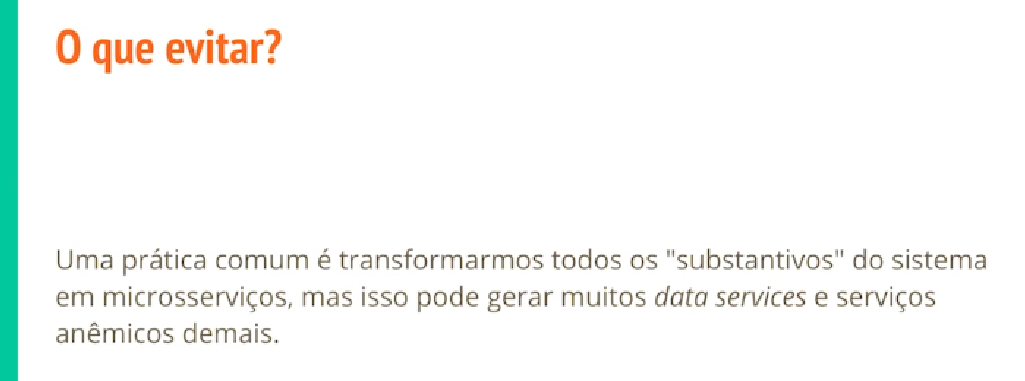 O que evitar?
Uma prática comum é transformarmos todos os "substantivos" do sistema
em microsserviços, mas isso pode gerar muitos data services e serviços
anêmicos demais.